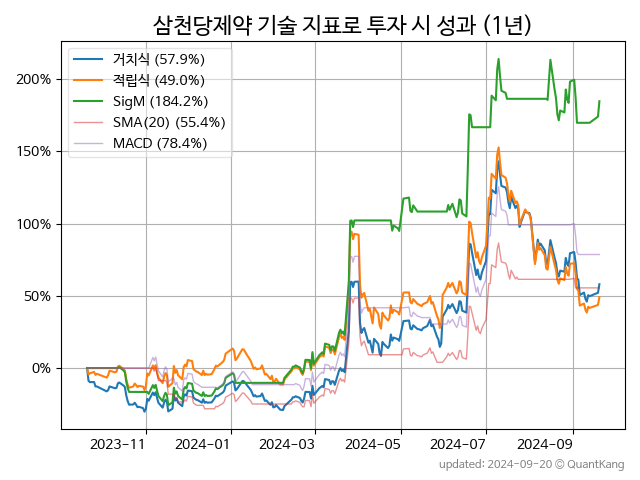 삼천당제약 기술 지표로 투자 시 성과 (1년)
거치식 (57.9%)
적립식 (49.0%)
SigM (184.2%)
SMA(20) (55.4%)
MACD (78.4%)
200%
150%
100%
50%
0%
2023-11 2024-01 2024-03 2024-05 2024-07 2024-09
updated: 2024-09-20 © QuantKang